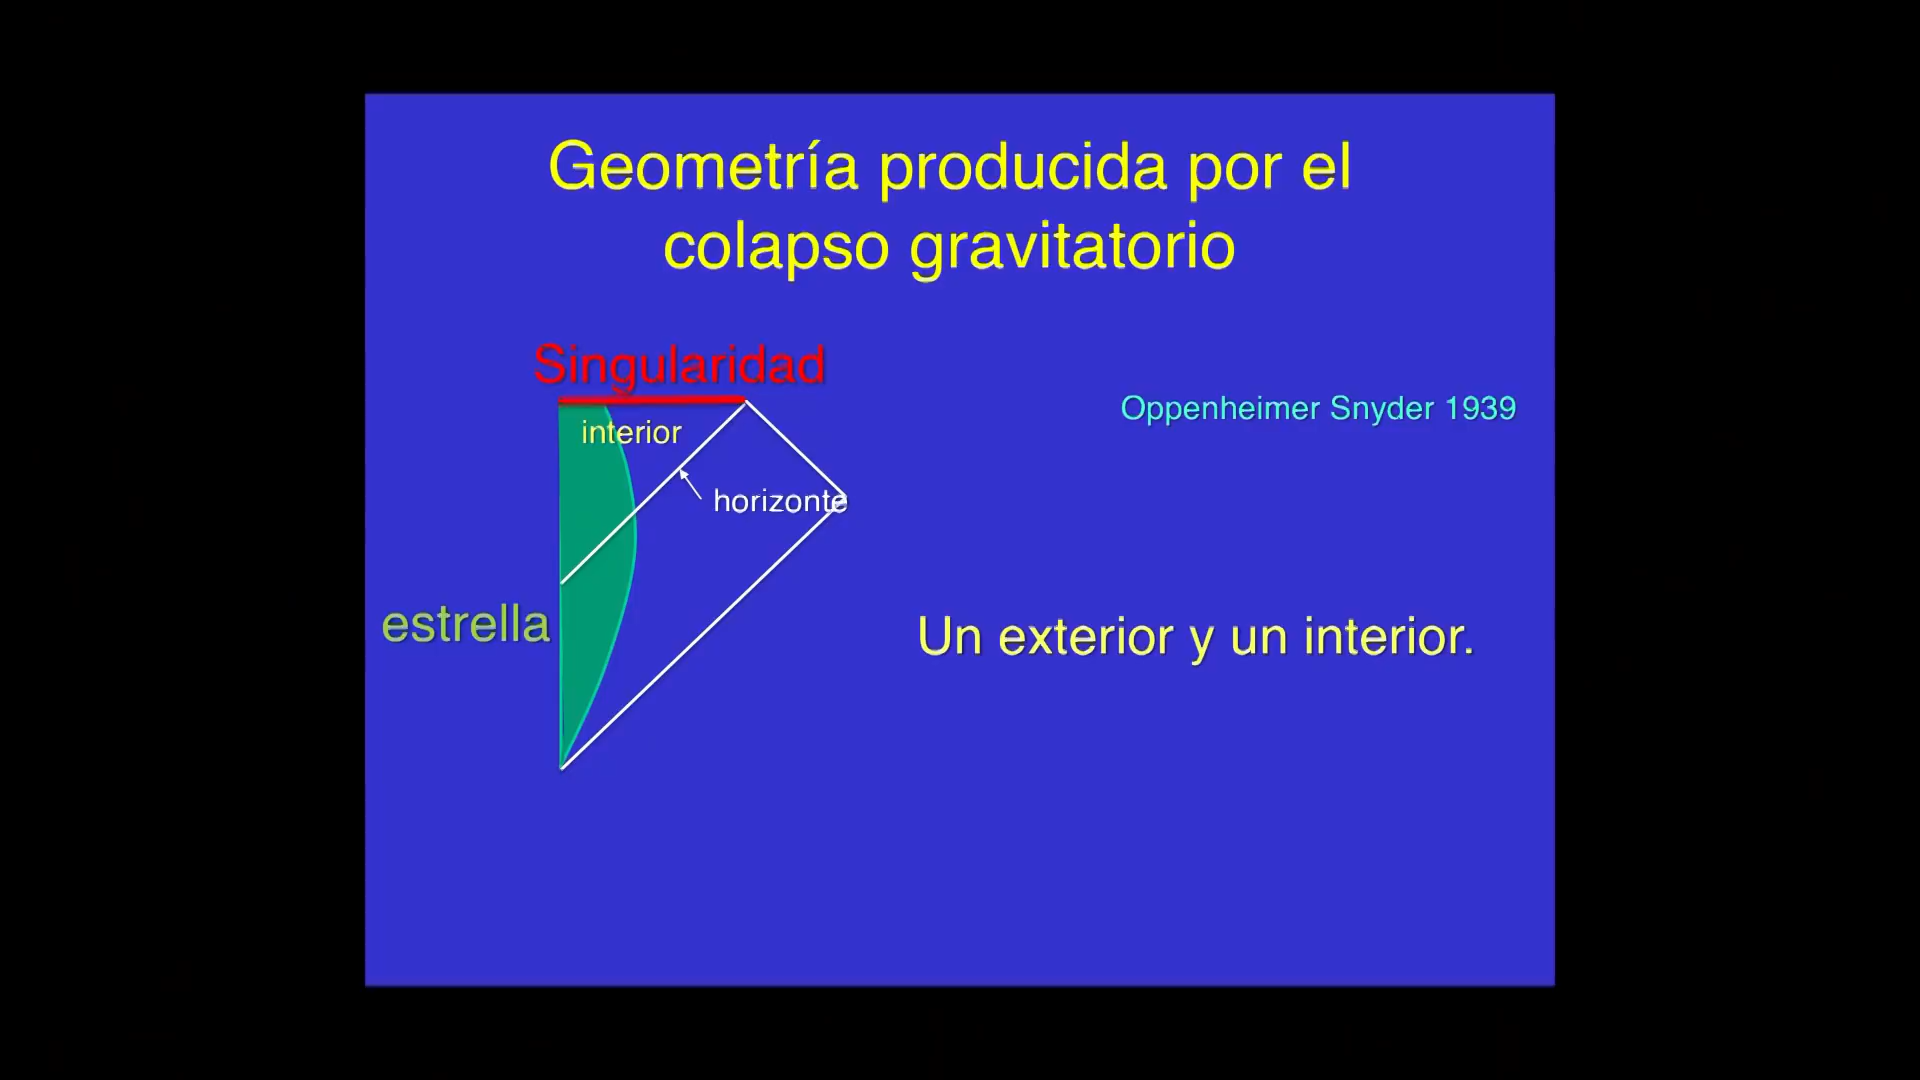 Geometría producida por el
colapso gravitatorio
Singularidad
Oppenheimer Snyder 1939
interior
horizonte
estrella
Un exterior y un interior.